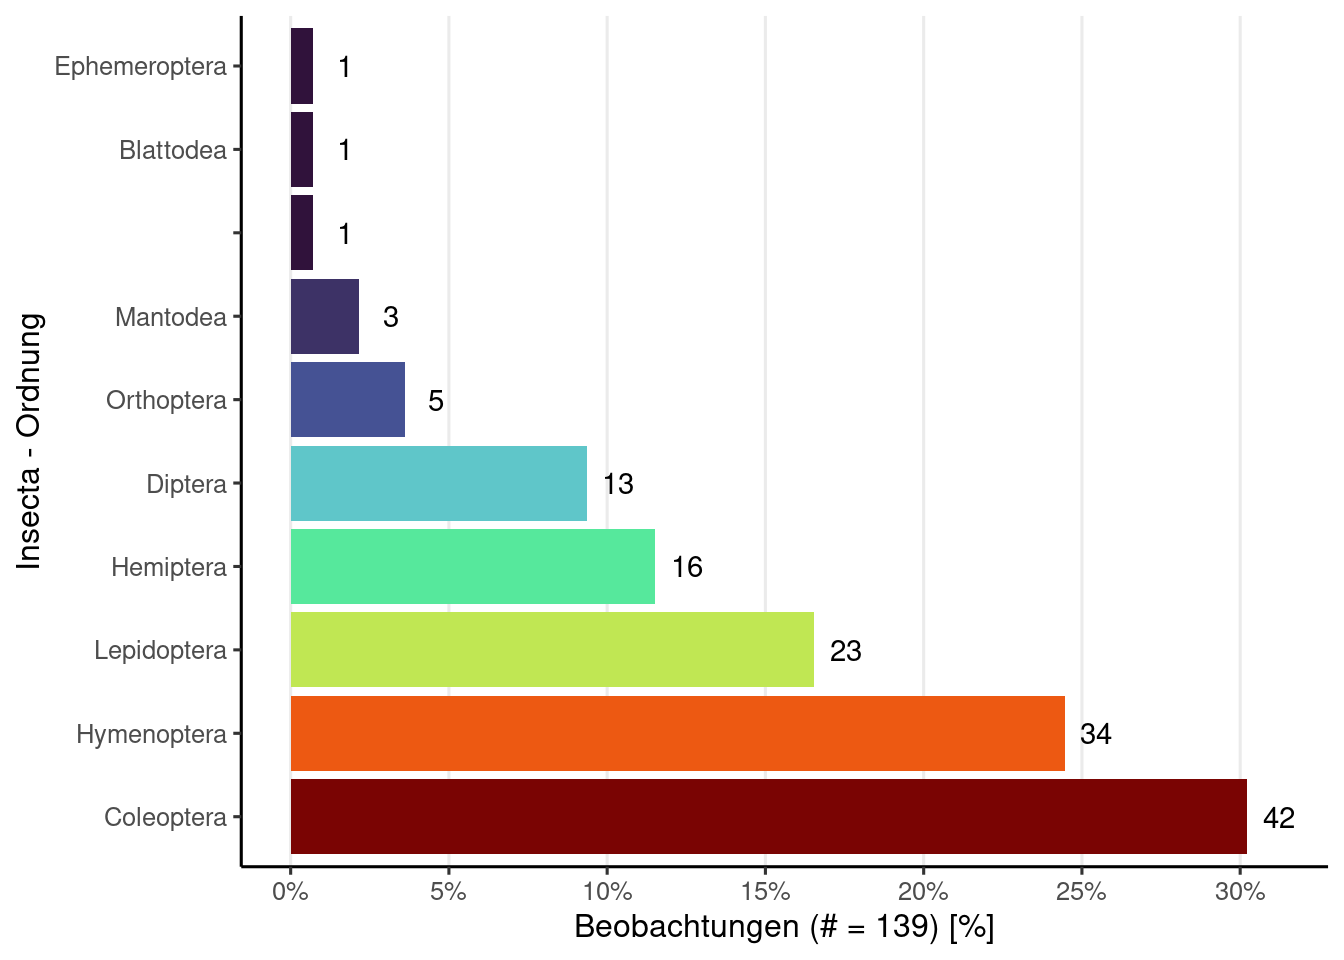 Insecta - Ordnung
Ephemeroptera 1
Blattodea 1
1
Mantodea 3
Orthoptera 5
Diptera 13
Hemiptera 16
Lepidoptera 23
Hymenoptera 34
Coleoptera 42
0% 5% 10% 15% 20% 25% 30%
Beobachtungen (# = 139) [%]